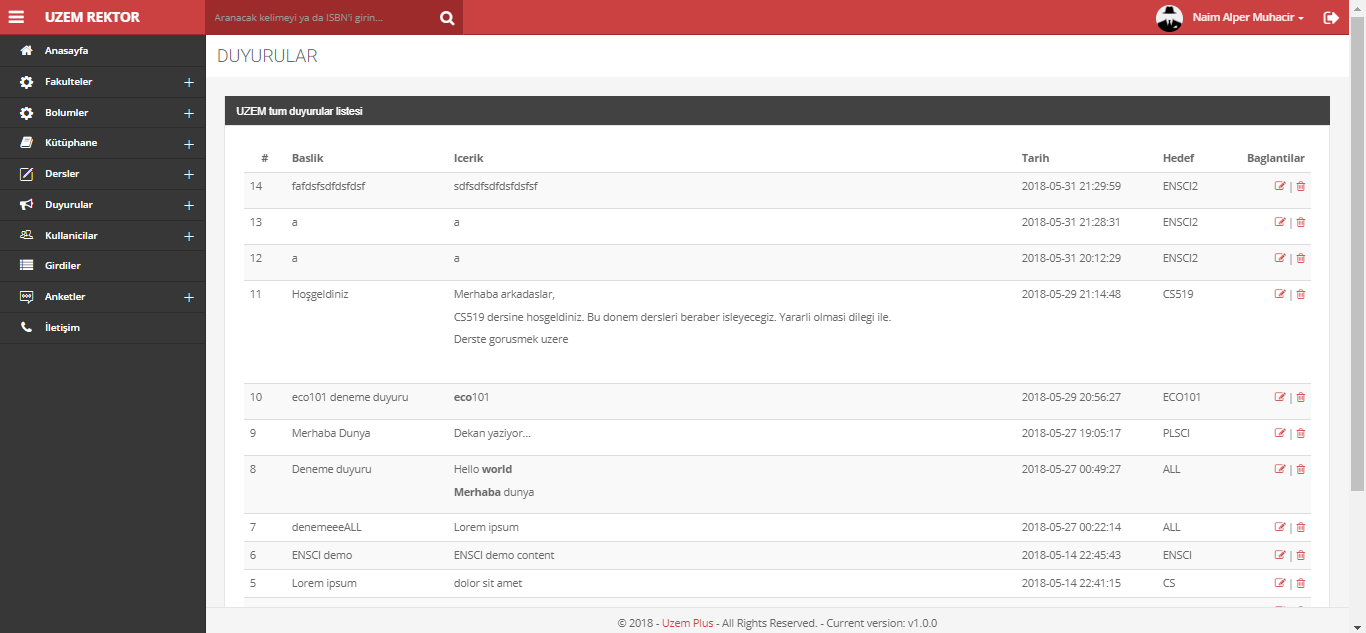 UZEM REKTOR
Aranacak kelimeyi ya da ISBN'i girin...
Naim Alper Muhacir
Anasayfa
Fakulteler
Bolumler
Kütüphane
Dersler
Duyurular
Kullanicilar
Girdiler
Anketler
İletişim
DUYURULAR
UZEM tum duyurular listesi
# Baslik Icerik Tarih Hedef Baglantilar
14 fafdsfsdfdsfdsf sdfsdfsdfdsfdsfsf 2018-05-31 21:29:59 ENSCI2 |
13 a a 2018-05-31 21:28:31 ENSCI2 |
12 a a 2018-05-31 20:12:29 ENSCI2 |
11 Hoşgeldiniz Merhaba arkadaslar, 2018-05-29 21:14:48 CS519 |
CS519 dersine hosgeldiniz. Bu donem dersleri beraber isleyecegiz. Yararli olmasi dilegi ile.
Derste gorusmek uzere
10 eco101 deneme duyuru eco101 2018-05-29 20:56:27 ECO101 |
9 Merhaba Dunya Dekan yaziyor... 2018-05-27 19:05:17 PLSCI |
8 Deneme duyuru Hello world 2018-05-27 00:49:27 ALL |
Merhaba dunya
7 denemeeeALL Lorem ipsum 2018-05-27 00:22:14 ALL |
6 ENSCI demo ENSCI demo content 2018-05-14 22:45:43 ENSCI |
5 Lorem ipsum dolor sit amet 2018-05-14 22:41:15 CS |
© 2018 - Uzem Plus - All Rights Reserved. - Current version: v1.0.0